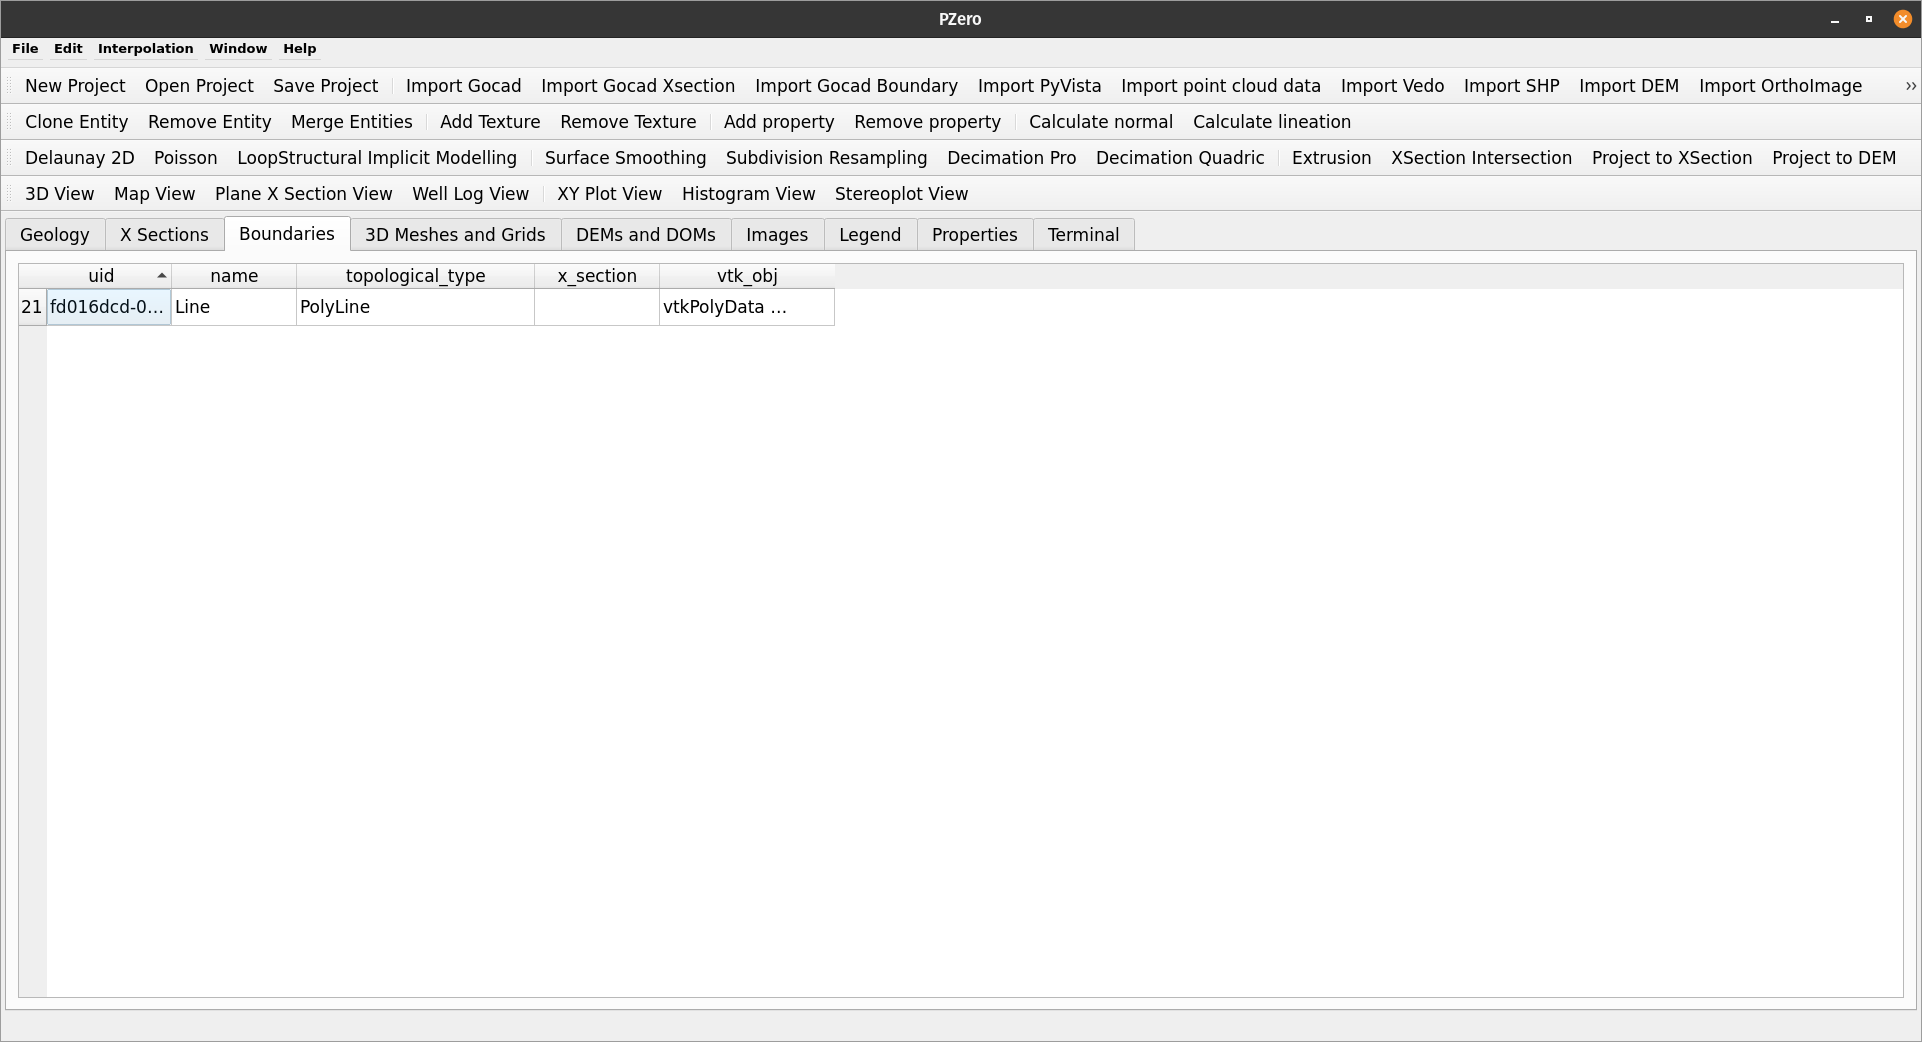 PZero
File Edit Interpolation Window Help
New Project Open Project Save Project Import Gocad Import Gocad Xsection Import Gocad Boundary Import PyVista Import point cloud data Import Vedo Import SHP Import DEM Import OrthoImage »
Clone Entity Remove Entity Merge Entities Add Texture Remove Texture Add property Remove property Calculate normal Calculate lineation
Delaunay 2D Poisson LoopStructural Implicit Modelling Surface Smoothing Subdivision Resampling Decimation Pro Decimation Quadric Extrusion XSection Intersection Project to XSection Project to DEM
3D View Map View Plane X Section View Well Log View XY Plot View Histogram View Stereoplot View
Geology X Sections Boundaries 3D Meshes and Grids DEMs and DOMs Images Legend Properties Terminal
uid name topological_type x_section vtk_obj
21 fd016dcd-0... Line PolyLine vtkPolyData ...